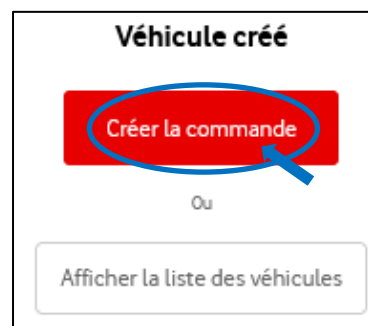 Véhicule créé
Créer la commande
Ou
Afficher la liste des véhicules